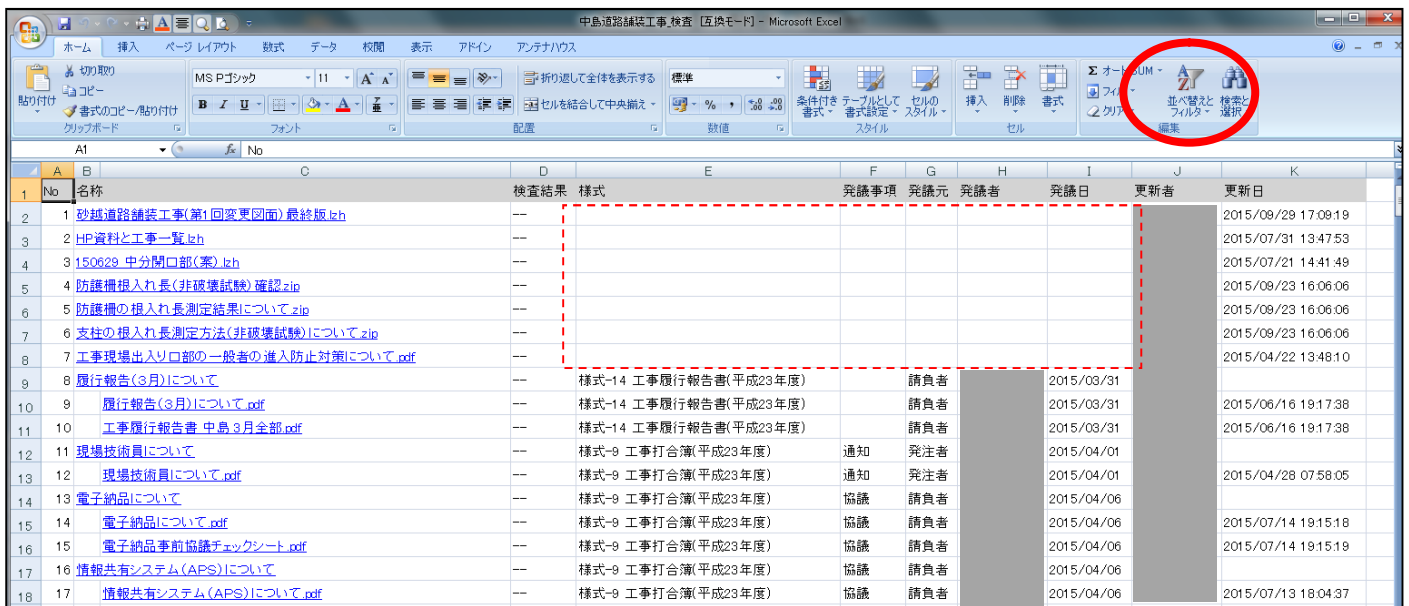 中島道路舗装工事_検査 [互換モード] - Microsoft Excel
ホーム 挿入 ページ レイアウト 数式 データ 校閲 表示 アドイン アンテナハウス
切り取り
コピー
書式のコピー/貼り付け
貼り付け
クリップボード
MS Pゴシック 11
B I U
フォント
折り返して全体を表示する
セルを結合して中央揃え
配置
標準
数値
条件付き書式 テーブルとして書式設定 セルのスタイル
スタイル
挿入 削除 書式
セル
Σ オート SUM
フィル
クリア
並べ替えとフィルタ 検索と選択
編集
A1 fx No
A B C D E F G H I J K
1 No 名称 検査結果 様式 発議事項 発議元 発議者 発議日 更新者 更新日
2 1 砂越道路舗装工事(第1回変更図面)最終版.lzh -- 2015/09/29 17:09:19
3 2 HP資料と工事一覧.lzh -- 2015/07/31 13:47:53
4 3 150629 中分開口部(案).lzh -- 2015/07/21 14:41:49
5 4 防護柵根入れ長(非破壊試験)確認.zip -- 2015/09/23 16:06:06
6 5 防護柵の根入れ長測定結果について.zip -- 2015/09/23 16:06:06
7 6 支柱の根入れ長測定方法(非破壊試験)について.zip -- 2015/09/23 16:06:06
8 7 工事現場出入り口部の一般者の進入防止対策について.pdf -- 2015/04/22 13:48:10
9 8 履行報告(3月)について -- 様式-14 工事履行報告書(平成23年度) 請負者 2015/03/31
10 9 履行報告(3月)について.pdf -- 様式-14 工事履行報告書(平成23年度) 請負者 2015/03/31 2015/06/16 19:17:38
11 10 工事履行報告書 中島3月全部.pdf -- 様式-14 工事履行報告書(平成23年度) 請負者 2015/03/31 2015/06/16 19:17:38
12 11 現場技術員について -- 様式-9 工事打合簿(平成23年度) 通知 発注者 2015/04/01
13 12 現場技術員について.pdf -- 様式-9 工事打合簿(平成23年度) 通知 発注者 2015/04/01 2015/04/28 07:58:05
14 13 電子納品について -- 様式-9 工事打合簿(平成23年度) 協議 請負者 2015/04/06
15 14 電子納品について.pdf -- 様式-9 工事打合簿(平成23年度) 協議 請負者 2015/04/06 2015/07/14 19:15:18
16 15 電子納品事前協議チェックシート.pdf -- 様式-9 工事打合簿(平成23年度) 協議 請負者 2015/04/06 2015/07/14 19:15:19
17 16 情報共有システム(APS)について -- 様式-9 工事打合簿(平成23年度) 協議 請負者 2015/04/06
18 17 情報共有システム(APS)について.pdf -- 様式-9 工事打合簿(平成23年度) 協議 請負者 2015/04/06 2015/07/13 18:04:37